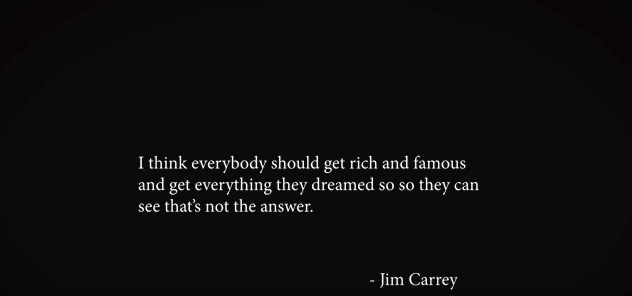 I think everybody should get rich and famous
and get everything they dreamed so so they can
see that's not the answer.
- Jim Carrey